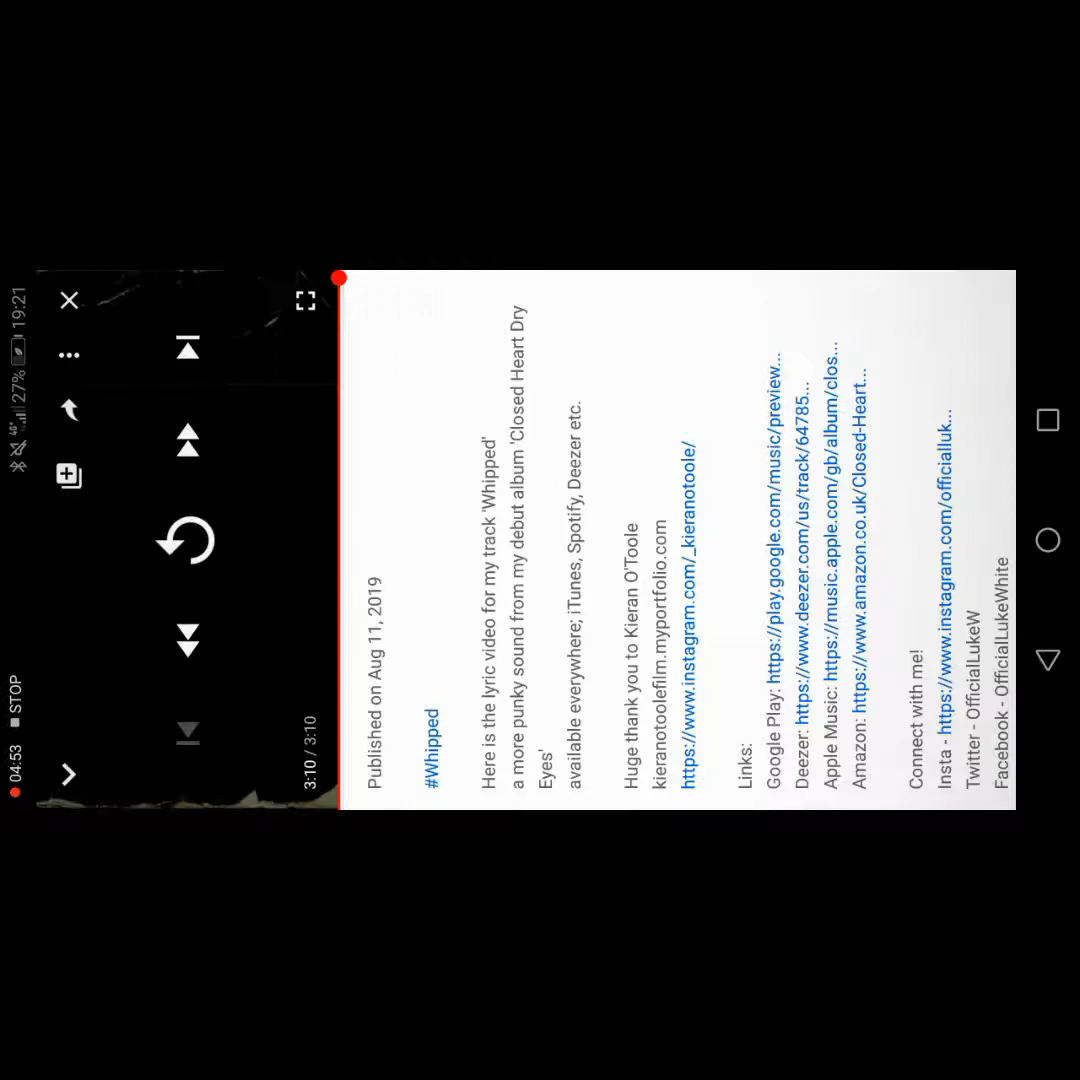 04:53 STOP 4G+ 27% 19:21
3:10 / 3:10
Published on Aug 11, 2019
#Whipped
Here is the lyric video for my track 'Whipped'
a more punky sound from my debut album 'Closed Heart Dry
Eyes'
available everywhere; iTunes, Spotify, Deezer etc.
Huge thank you to Kieran O'Toole
kieranotoolefilm.myportfolio.com
https://www.instagram.com/_kieranotoole/
Links:
Google Play: https://play.google.com/music/preview...
Deezer: https://www.deezer.com/us/track/64785...
Apple Music: https://music.apple.com/gb/album/clos...
Amazon: https://www.amazon.co.uk/Closed-Heart...
Connect with me!
Insta - https://www.instagram.com/officialluk...
Twitter - OfficialLukeW
Facebook - OfficialLukeWhite